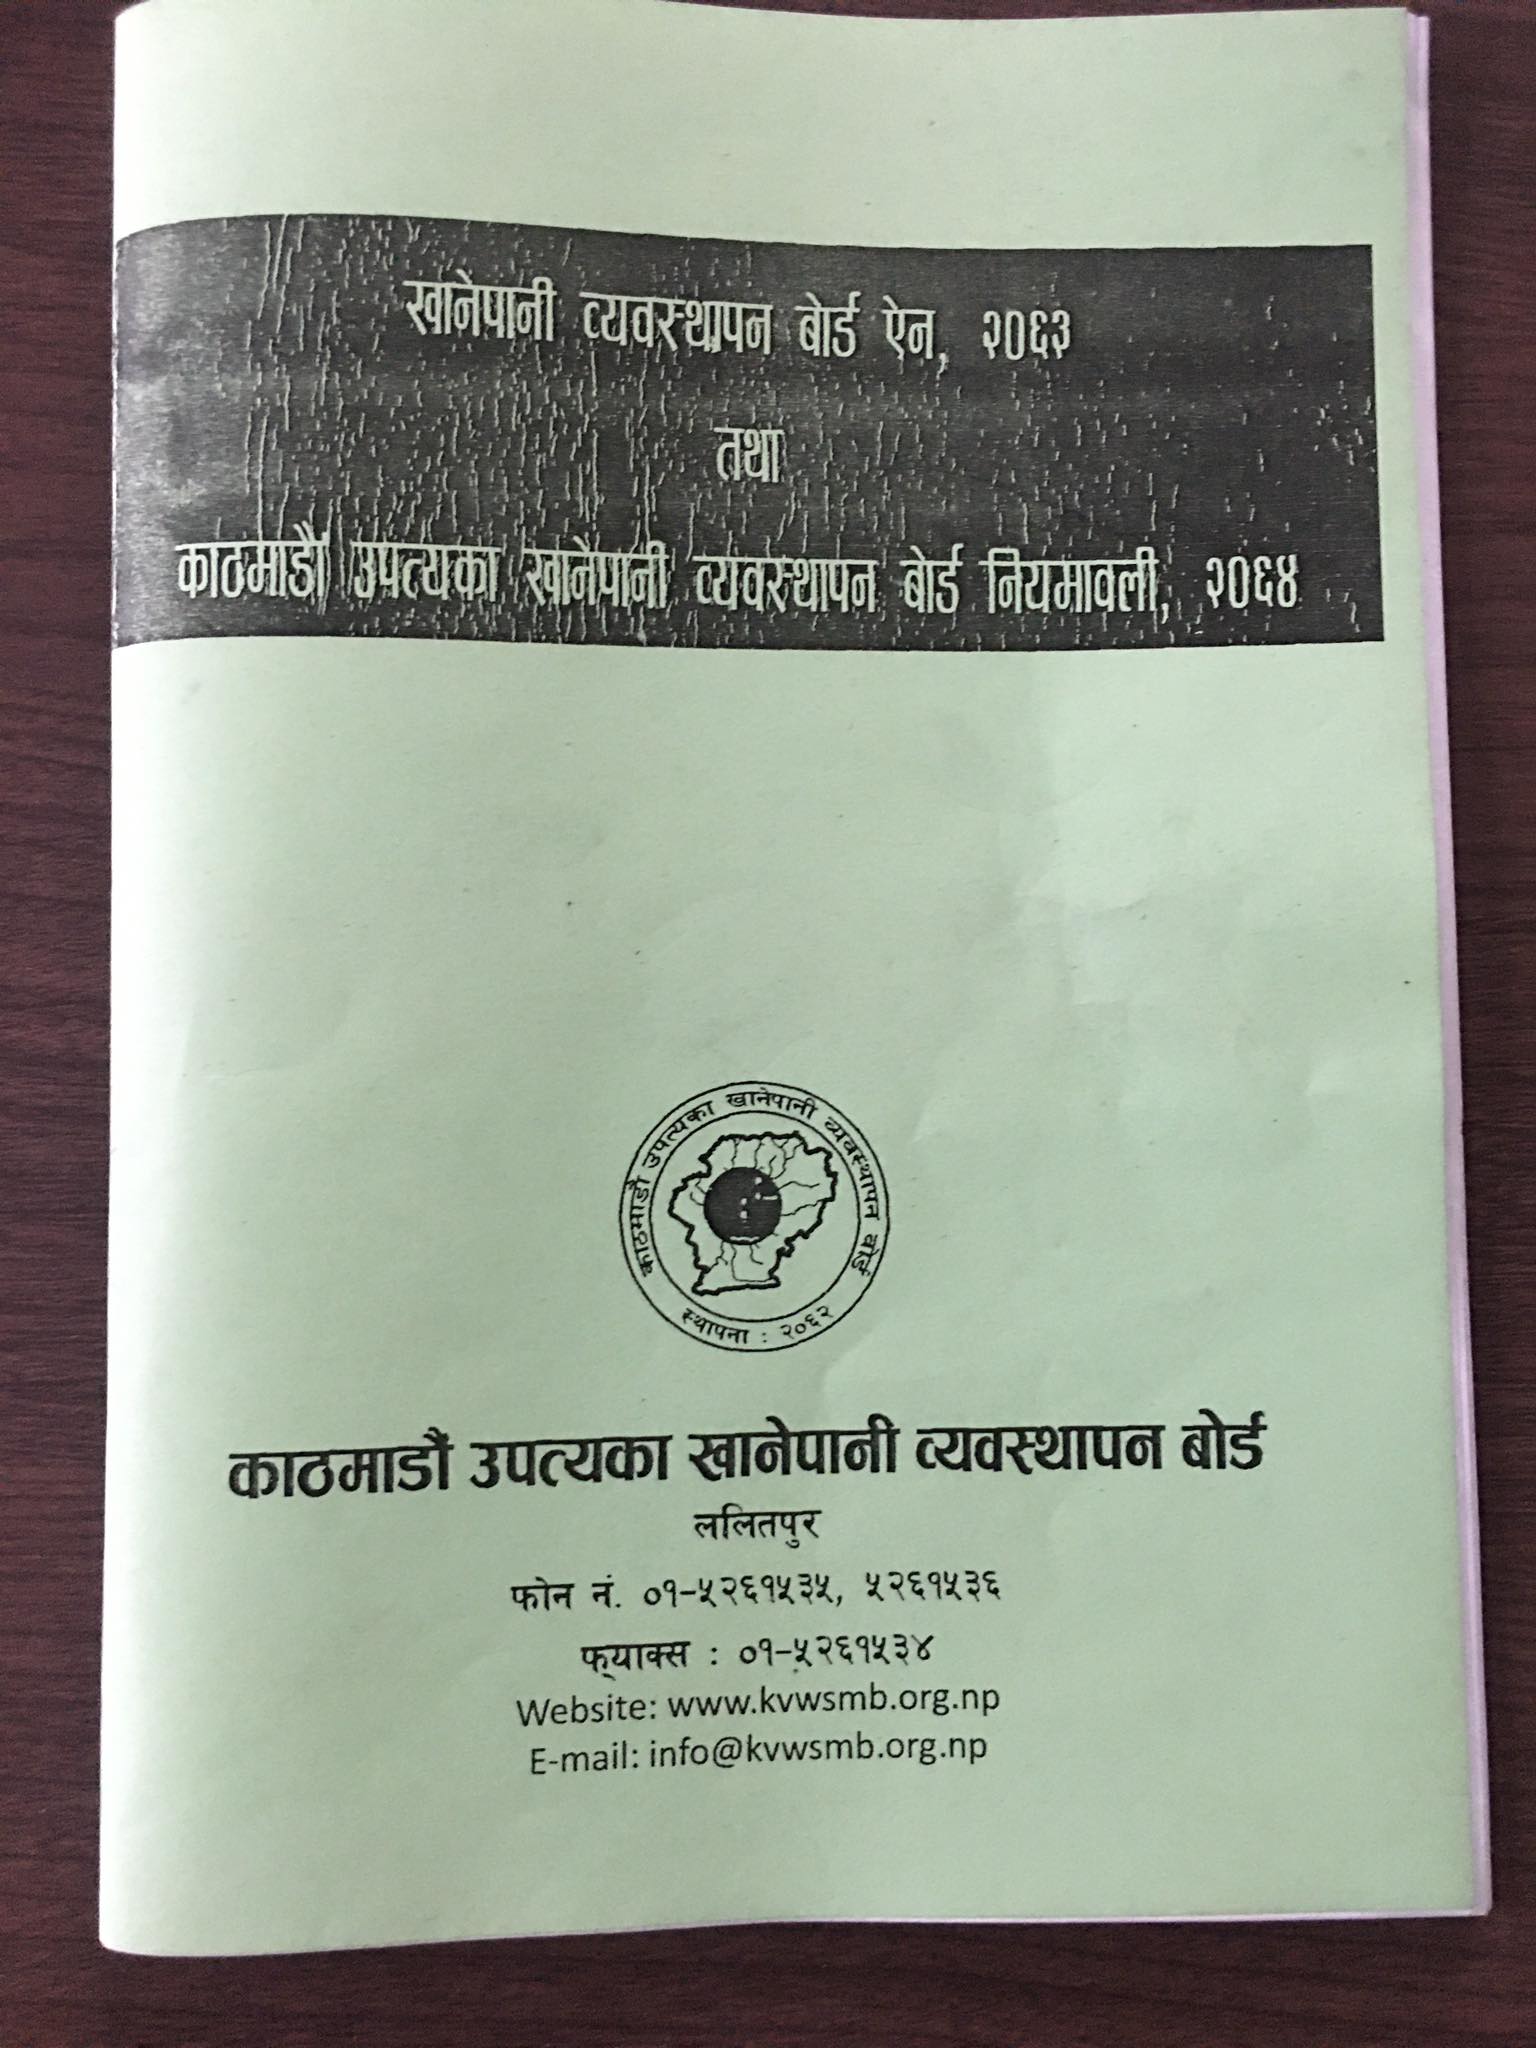 खानेपानी व्यवस्थापन बोर्ड ऐन, २०६३
तथा
काठमाडौं उपत्यका खानेपानी व्यवस्थापन बोर्ड नियमावली, २०६४
काठमाडौं उपत्यका खानेपानी व्यवस्थापन बोर्ड
स्थापना : २०६२
काठमाडौं उपत्यका खानेपानी व्यवस्थापन बोर्ड
ललितपुर
फोन नं. ०१-५२६१५३५, ५२६१५३६
फ्याक्स : ०१-५२६१५३४
Website: www.kvwsmb.org.np
E-mail: info@kvwsmb.org.np